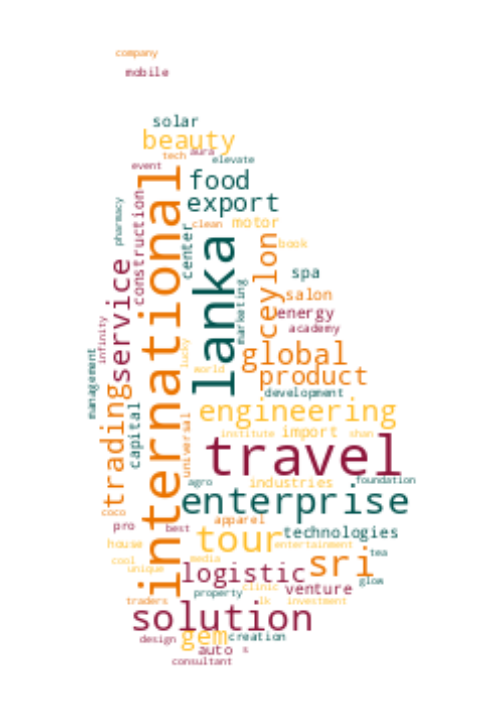 company
mobile
solar
beauty
tech
aura
elevate
event
food
export
international
pharmacy
construction
center
clean
motor
lanka
ceylon
book
spa
salon
energy
academy
marketing
service
infinity
management
lucky
world
global
product
development
trading
capital
universal
engineering
institute
import
shan
travel
agro
industries
foundation
enterprise
coco
pro
best
apparel
tour
technologies
entertainment
tea
house
cool
unique
media
logistic
sri
glow
property
clinic
lk
venture
investment
traders
solution
design
gem
creation
auto
s
consultant